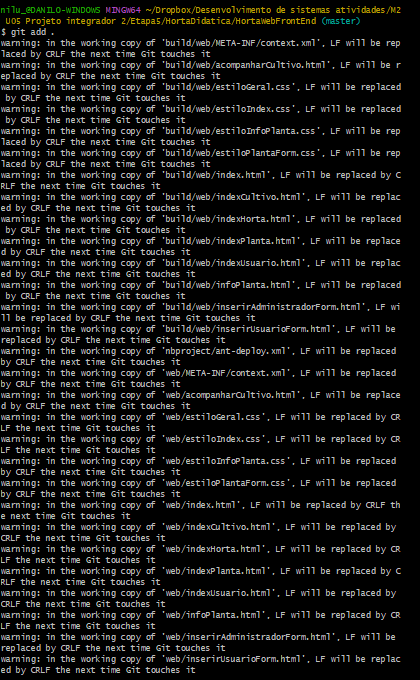 nilu_@DANILO-WINDOWS MINGW64 ~/Dropbox/Desenvolvimento de sistemas atividades/M2
 UC5 Projeto integrador 2/Etapa5/HortaDidatica/HortaWebFrontEnd (master)
$ git add .
warning: in the working copy of 'build/web/META-INF/context.xml', LF will be rep
laced by CRLF the next time Git touches it
warning: in the working copy of 'build/web/acompanharCultivo.html', LF will be r
eplaced by CRLF the next time Git touches it
warning: in the working copy of 'build/web/estiloGeral.css', LF will be replaced
 by CRLF the next time Git touches it
warning: in the working copy of 'build/web/estiloIndex.css', LF will be replaced
 by CRLF the next time Git touches it
warning: in the working copy of 'build/web/estiloInfoPlanta.css', LF will be rep
laced by CRLF the next time Git touches it
warning: in the working copy of 'build/web/estiloPlantaForm.css', LF will be rep
laced by CRLF the next time Git touches it
warning: in the working copy of 'build/web/index.html', LF will be replaced by C
RLF the next time Git touches it
warning: in the working copy of 'build/web/indexCultivo.html', LF will be replac
ed by CRLF the next time Git touches it
warning: in the working copy of 'build/web/indexHorta.html', LF will be replaced
 by CRLF the next time Git touches it
warning: in the working copy of 'build/web/indexPlanta.html', LF will be replace
d by CRLF the next time Git touches it
warning: in the working copy of 'build/web/indexUsuario.html', LF will be replac
ed by CRLF the next time Git touches it
warning: in the working copy of 'build/web/infoPlanta.html', LF will be replaced
 by CRLF the next time Git touches it
warning: in the working copy of 'build/web/inserirAdministradorForm.html', LF wi
ll be replaced by CRLF the next time Git touches it
warning: in the working copy of 'build/web/inserirUsuarioForm.html', LF will be
replaced by CRLF the next time Git touches it
warning: in the working copy of 'nbproject/ant-deploy.xml', LF will be replaced
by CRLF the next time Git touches it
warning: in the working copy of 'web/META-INF/context.xml', LF will be replaced
by CRLF the next time Git touches it
warning: in the working copy of 'web/acompanharCultivo.html', LF will be replace
d by CRLF the next time Git touches it
warning: in the working copy of 'web/estiloGeral.css', LF will be replaced by CR
LF the next time Git touches it
warning: in the working copy of 'web/estiloIndex.css', LF will be replaced by CR
LF the next time Git touches it
warning: in the working copy of 'web/estiloInfoPlanta.css', LF will be replaced
by CRLF the next time Git touches it
warning: in the working copy of 'web/estiloPlantaForm.css', LF will be replaced
by CRLF the next time Git touches it
warning: in the working copy of 'web/index.html', LF will be replaced by CRLF th
e next time Git touches it
warning: in the working copy of 'web/indexCultivo.html', LF will be replaced by
CRLF the next time Git touches it
warning: in the working copy of 'web/indexHorta.html', LF will be replaced by CR
LF the next time Git touches it
warning: in the working copy of 'web/indexPlanta.html', LF will be replaced by C
RLF the next time Git touches it
warning: in the working copy of 'web/indexUsuario.html', LF will be replaced by
CRLF the next time Git touches it
warning: in the working copy of 'web/infoPlanta.html', LF will be replaced by CR
LF the next time Git touches it
warning: in the working copy of 'web/inserirAdministradorForm.html', LF will be
replaced by CRLF the next time Git touches it
warning: in the working copy of 'web/inserirUsuarioForm.html', LF will be replac
ed by CRLF the next time Git touches it